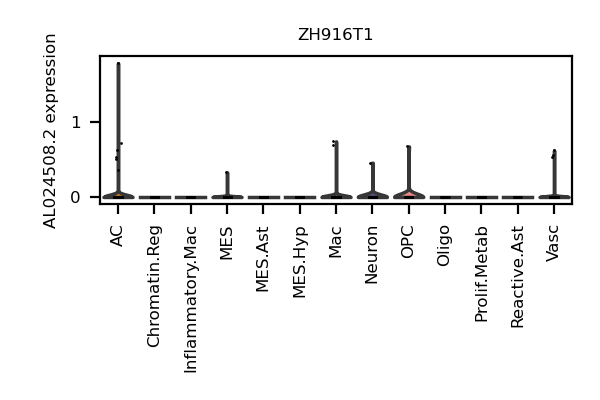 ZH916T1
AL024508.2 expression
1
0
AC
Chromatin.Reg
Inflammatory.Mac
MES
MES.Ast
MES.Hyp
Mac
Neuron
OPC
Oligo
Prolif.Metab
Reactive.Ast
Vasc